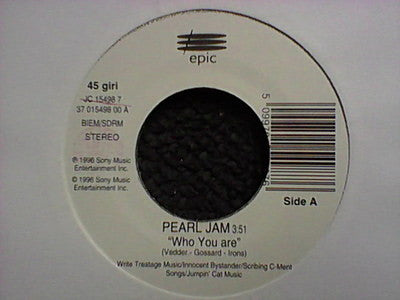 epic
45 giri
JC 15498 7
37 015498 00 A
BIEM/SDRM
STEREO
℗ 1996 Sony Music
Entertainment Inc.
© 1996 Sony Music
Entertainment Inc.
Side A
PEARL JAM 3:51
"Who You are"
(Vedder - Gossard - Irons)
Write Treatage Music/Innocent Bystander/Scribing C-Ment
Songs/Jumpin' Cat Music